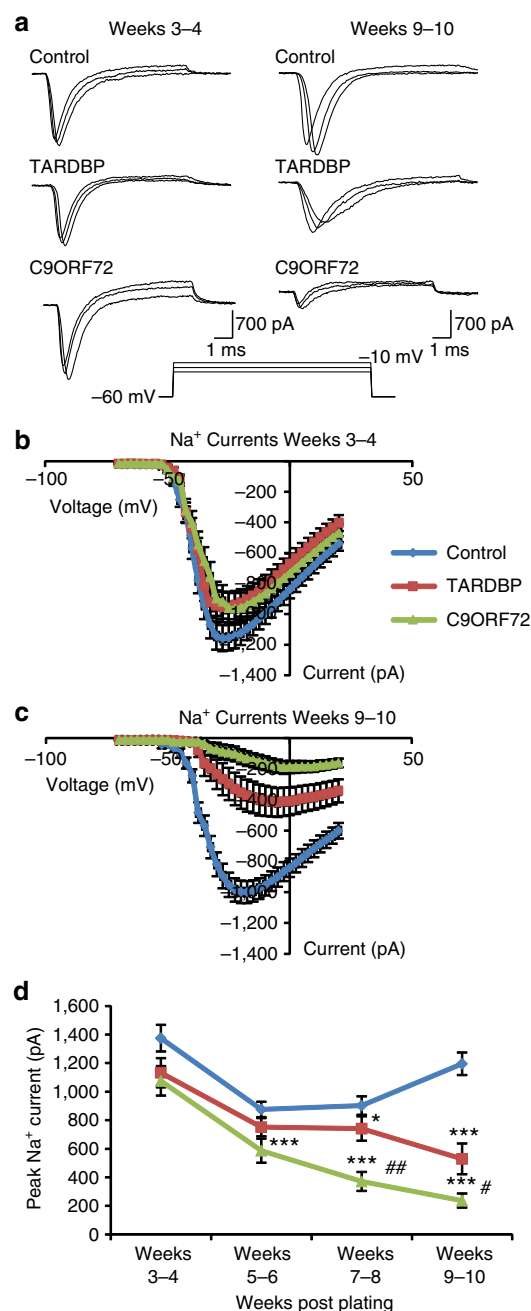 a
Weeks 3–4 Weeks 9–10
Control
TARDBP TARDBP
C9ORF72 C9ORF72
700 pA 700 pA
1 ms 1 ms
–10 mV
–60 mV
b
Na+ Currents Weeks 3–4
–100 –50 50
Voltage (mV)
–200
–400
–600
–800
–1,000
–1,200
–1,400
Current (pA)
Control
TARDBP
C9ORF72
c
Na+ Currents Weeks 9–10
–100 –50 50
Voltage (mV)
–200
–400
–600
–800
–1,000
–1,200
–1,400
Current (pA)
d
Peak Na+ current (pA)
1,600
1,400
1,200
1,000
800
600
400
200
0
***
*
*** ##
***
*** #
Weeks 3–4
Weeks 5–6
Weeks 7–8
Weeks 9–10
Weeks post plating